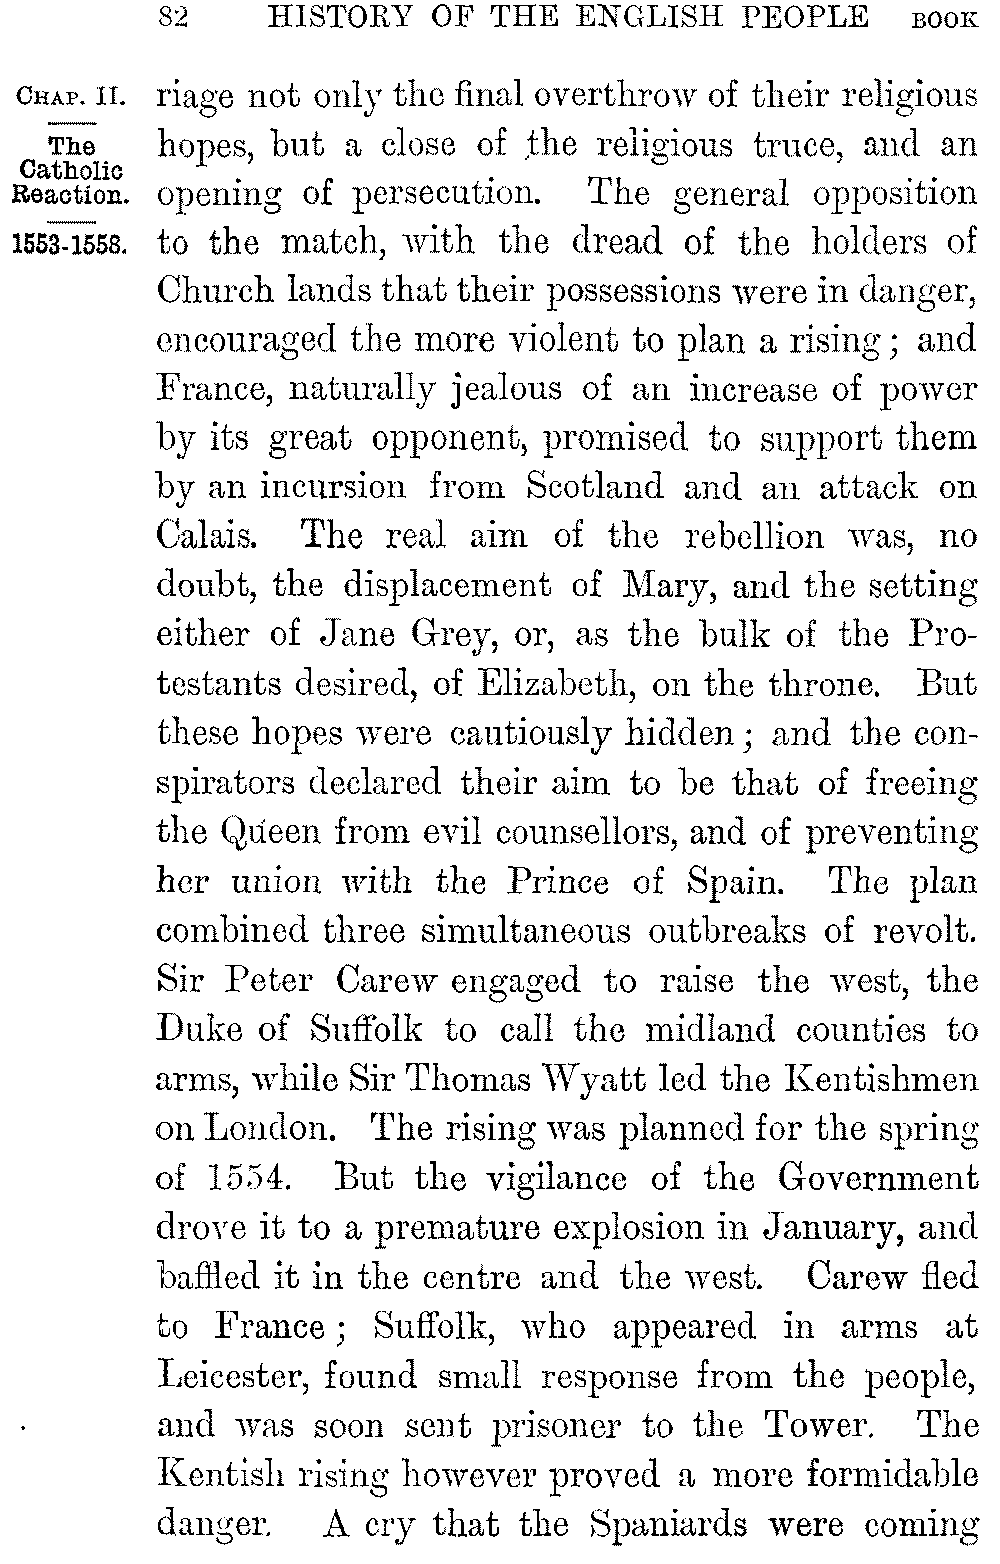 82 HISTORY OF THE ENGLISH PEOPLE BOOK
CHAP. II.
The
Catholic
Reaction.
1553-1558.
riage not only the final overthrow of their religious
hopes, but a close of the religious truce, and an
opening of persecution. The general opposition
to the match, with the dread of the holders of
Church lands that their possessions were in danger,
encouraged the more violent to plan a rising; and
France, naturally jealous of an increase of power
by its great opponent, promised to support them
by an incursion from Scotland and an attack on
Calais. The real aim of the rebellion was, no
doubt, the displacement of Mary, and the setting
either of Jane Grey, or, as the bulk of the Pro-
testants desired, of Elizabeth, on the throne. But
these hopes were cautiously hidden; and the con-
spirators declared their aim to be that of freeing
the Queen from evil counsellors, and of preventing
her union with the Prince of Spain. The plan
combined three simultaneous outbreaks of revolt.
Sir Peter Carew engaged to raise the west, the
Duke of Suffolk to call the midland counties to
arms, while Sir Thomas Wyatt led the Kentishmen
on London. The rising was planned for the spring
of 1554. But the vigilance of the Government
drove it to a premature explosion in January, and
baffled it in the centre and the west. Carew fled
to France; Suffolk, who appeared in arms at
Leicester, found small response from the people,
and was soon sent prisoner to the Tower. The
Kentish rising however proved a more formidable
danger. A cry that the Spaniards were coming